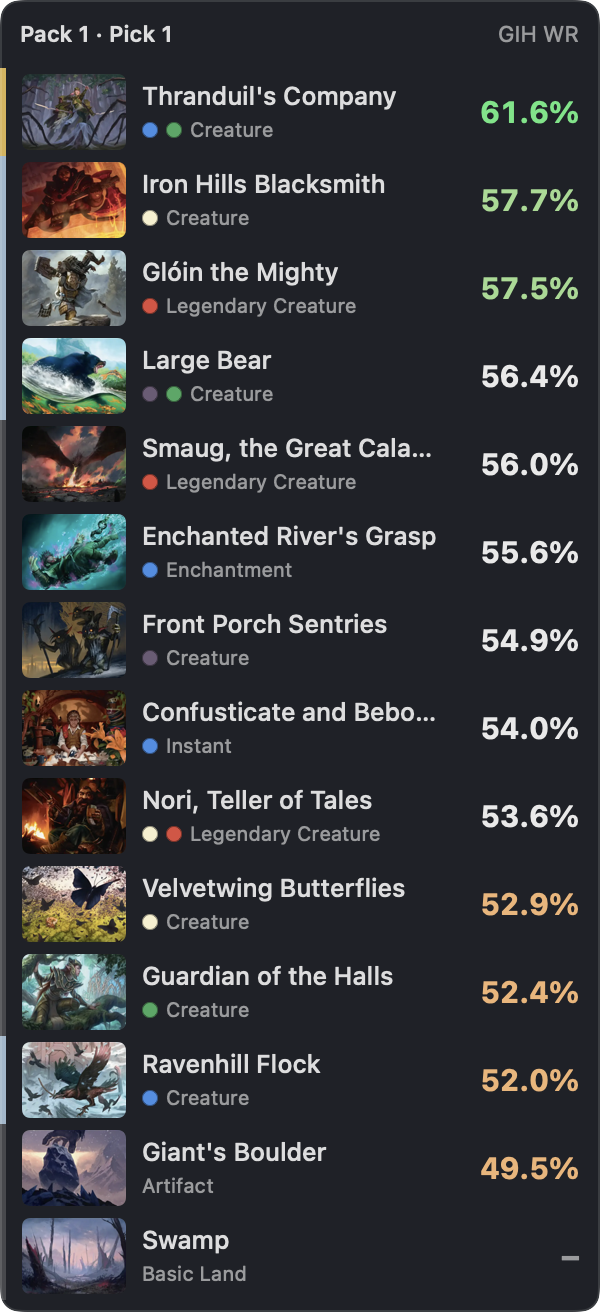 Pack 1 · Pick 1 GIH WR
Thranduil's Company 61.6%
Creature
Iron Hills Blacksmith 57.7%
Creature
Glóin the Mighty 57.5%
Legendary Creature
Large Bear 56.4%
Creature
Smaug, the Great Cala... 56.0%
Legendary Creature
Enchanted River's Grasp 55.6%
Enchantment
Front Porch Sentries 54.9%
Creature
Confusticate and Bebo... 54.0%
Instant
Nori, Teller of Tales 53.6%
Legendary Creature
Velvetwing Butterflies 52.9%
Creature
Guardian of the Halls 52.4%
Creature
Ravenhill Flock 52.0%
Creature
Giant's Boulder 49.5%
Artifact
Swamp –
Basic Land